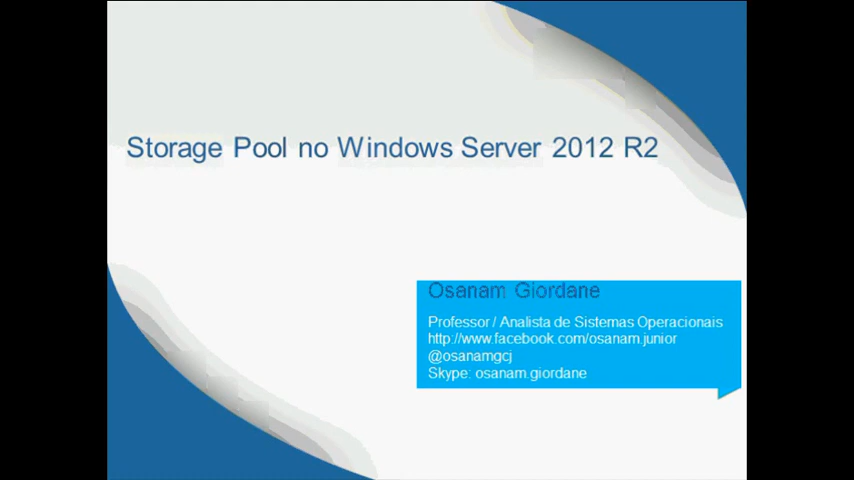 Storage Pool no Windows Server 2012 R2
Osanam Giordane
Professor / Analista de Sistemas Operacionais
http://www.facebook.com/osanam.junior
@osanamgcj
Skype: osanam.giordane